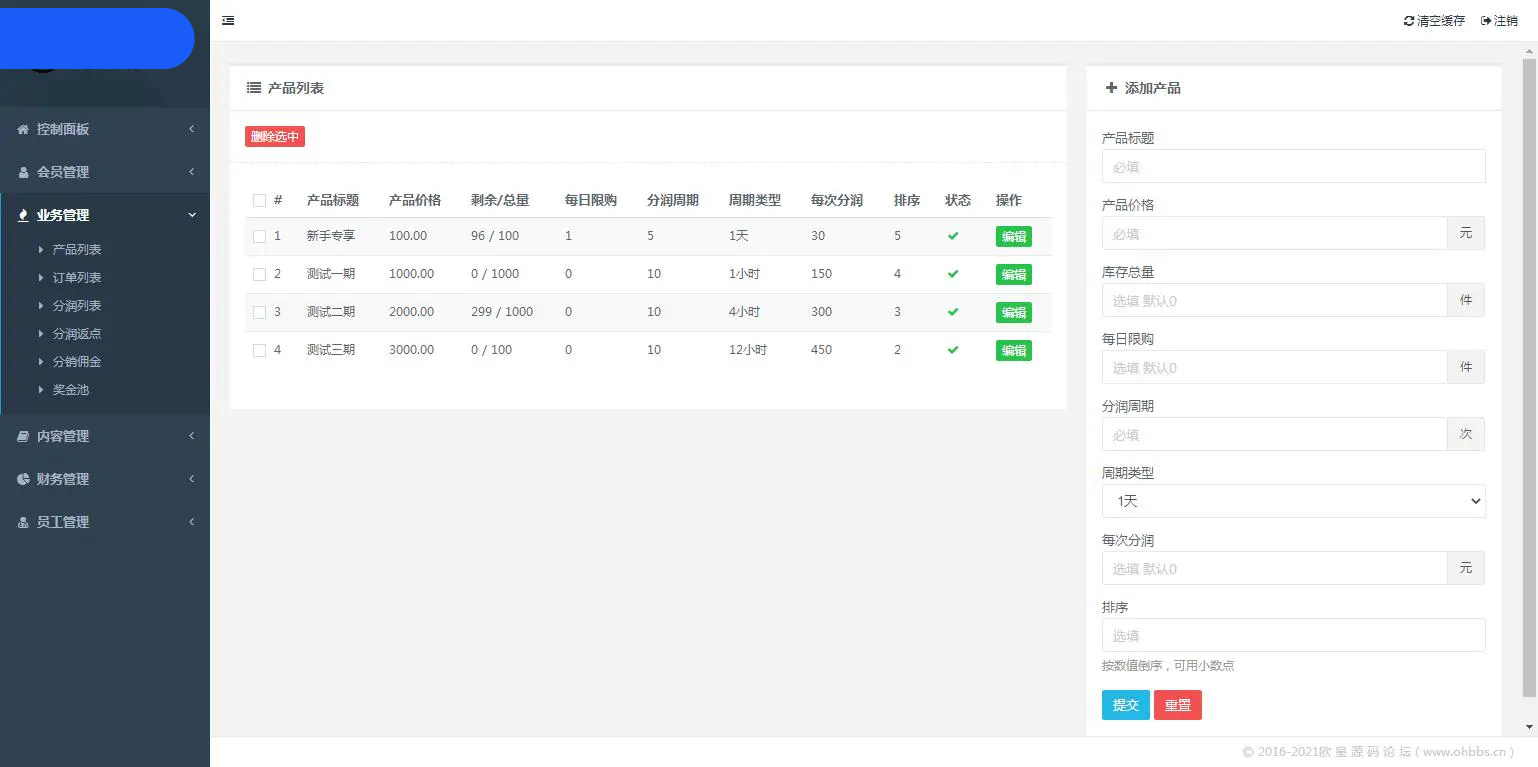 清空缓存 注销
控制面板
会员管理
业务管理
产品列表
订单列表
分润列表
分润返点
分销佣金
奖金池
内容管理
财务管理
员工管理
产品列表
删除选中
# 产品标题 产品价格 剩余/总量 每日限购 分润周期 周期类型 每次分润 排序 状态 操作
1 新手专享 100.00 96 / 100 1 5 1天 30 5 编辑
2 测试一期 1000.00 0 / 1000 0 10 1小时 150 4 编辑
3 测试二期 2000.00 299 / 1000 0 10 4小时 300 3 编辑
4 测试三期 3000.00 0 / 100 0 10 12小时 450 2 编辑
添加产品
产品标题
必填
产品价格
必填 元
库存总量
选填 默认0 件
每日限购
选填 默认0 件
分润周期
必填 次
周期类型
1天
每次分润
选填 默认0 元
排序
选填
按数值倒序，可用小数点
提交 重置
© 2016-2021欧皇源码论坛 ( www.ohbbs.cn )